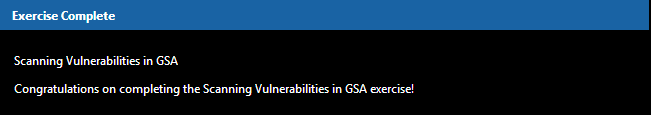 Exercise Complete
Scanning Vulnerabilities in GSA
Congratulations on completing the Scanning Vulnerabilities in GSA exercise!